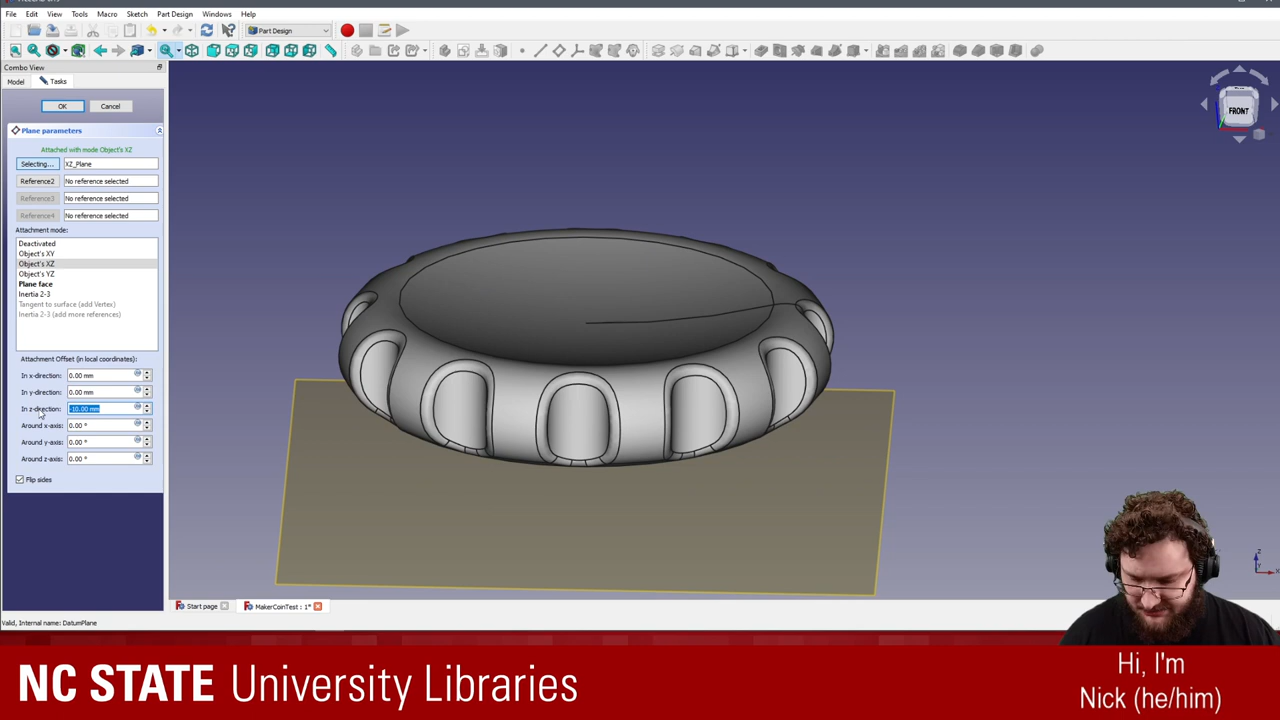 File Edit View Tools Macro Sketch Part Design Windows Help
Part Design
Combo View
Model Tasks
OK Cancel
Plane parameters
Attached with mode Object's XZ
Selecting... XZ_Plane
Reference2 No reference selected
Reference3 No reference selected
Reference4 No reference selected
Attachment mode:
Deactivated
Object's XY
Object's XZ
Object's YZ
Plane face
Inertia 2-3
Tangent to surface (add Vertex)
Inertia 2-3 (add more references)
Attachment Offset (in local coordinates):
In x-direction: 0.00 mm
In y-direction: 0.00 mm
In z-direction: -10.00 mm
Around x-axis: 0.00 °
Around y-axis: 0.00 °
Around z-axis: 0.00 °
Flip sides
FRONT
Start page MakerCoinTest : 1*
Valid, Internal name: DatumPlane
NC STATE University Libraries
Hi, I'm
Nick (he/him)